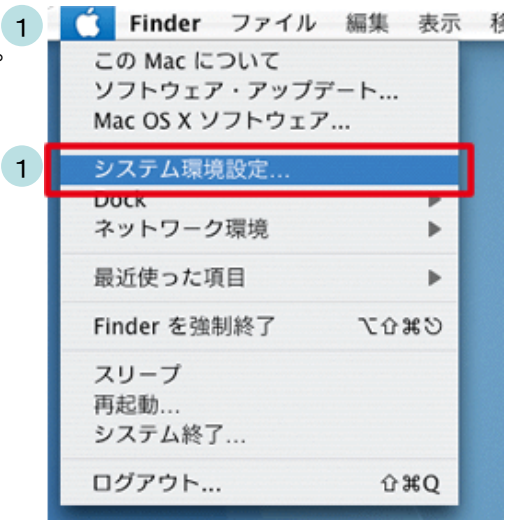 1
Finder ファイル 編集 表示 移
。
このMac について
ソフトウェア・アップデート...
Mac OS X ソフトウェア...
1
システム環境設定...
Dock ▶
ネットワーク環境 ▶
最近使った項目 ▶
Finder を強制終了 ⌥⇧⌘⎋
スリープ
再起動...
システム終了...
ログアウト... ⇧⌘Q